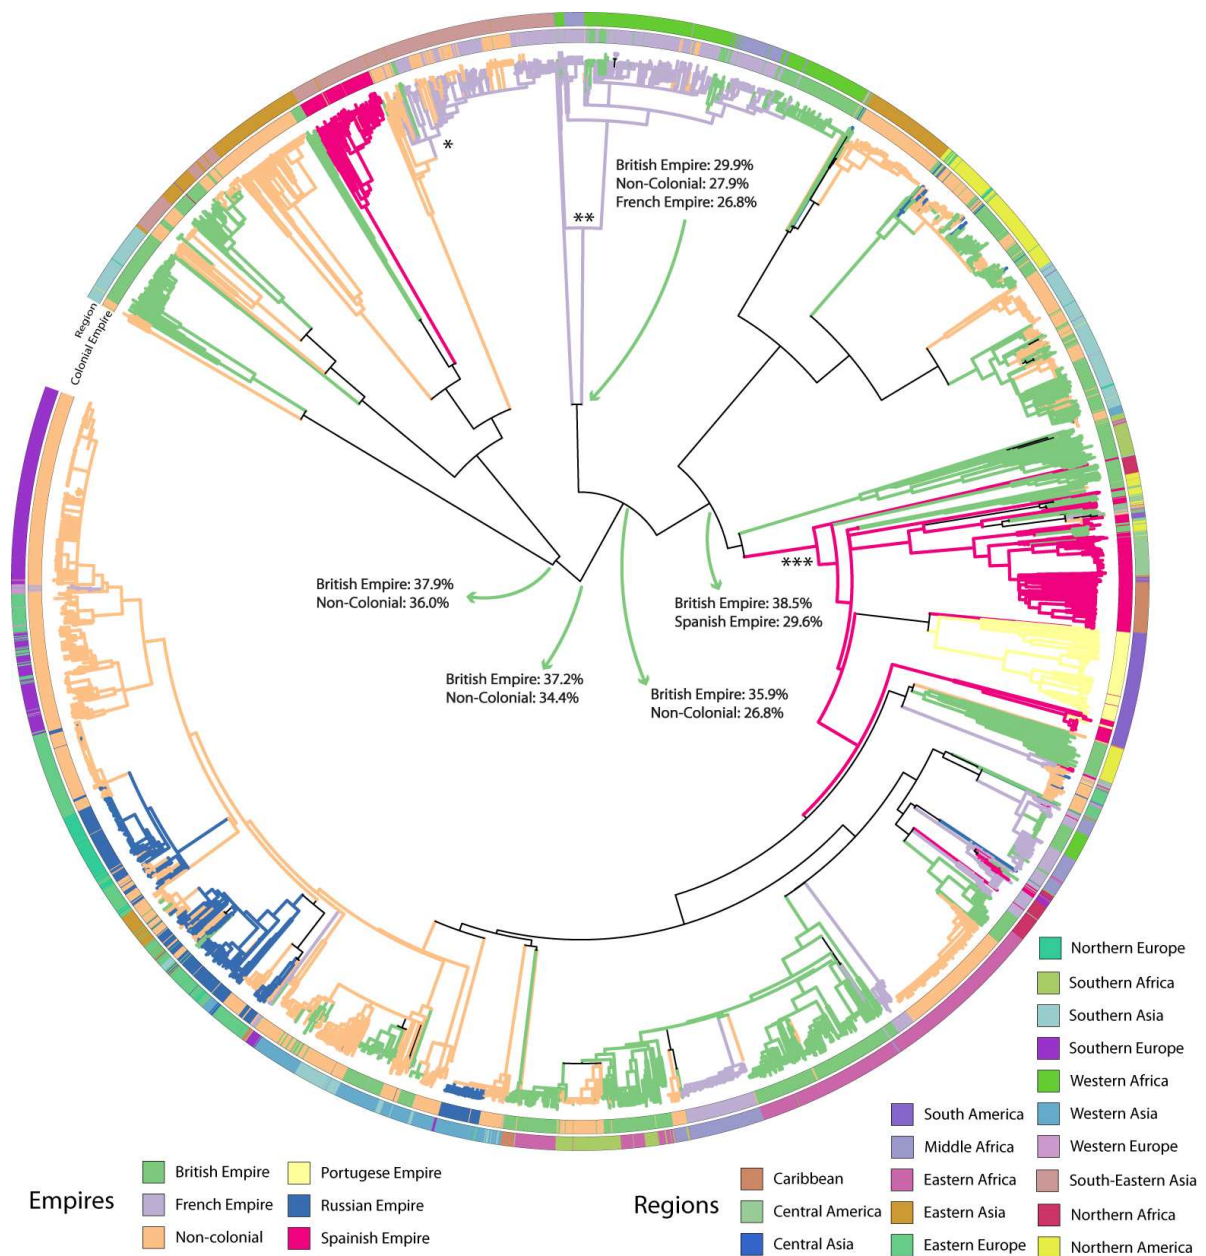 *
**
British Empire: 29.9%
Non-Colonial: 27.9%
French Empire: 26.8%
Region
Colonial Empire
***
British Empire: 37.9%
Non-Colonial: 36.0%
British Empire: 38.5%
Spanish Empire: 29.6%
British Empire: 37.2%
Non-Colonial: 34.4%
British Empire: 35.9%
Non-Colonial: 26.8%
Empires
British Empire
French Empire
Non-colonial
Portugese Empire
Russian Empire
Spanish Empire
Regions
Caribbean
Central America
Central Asia
South America
Middle Africa
Eastern Africa
Eastern Asia
Eastern Europe
Northern Europe
Southern Africa
Southern Asia
Southern Europe
Western Africa
Western Asia
Western Europe
South-Eastern Asia
Northern Africa
Northern America